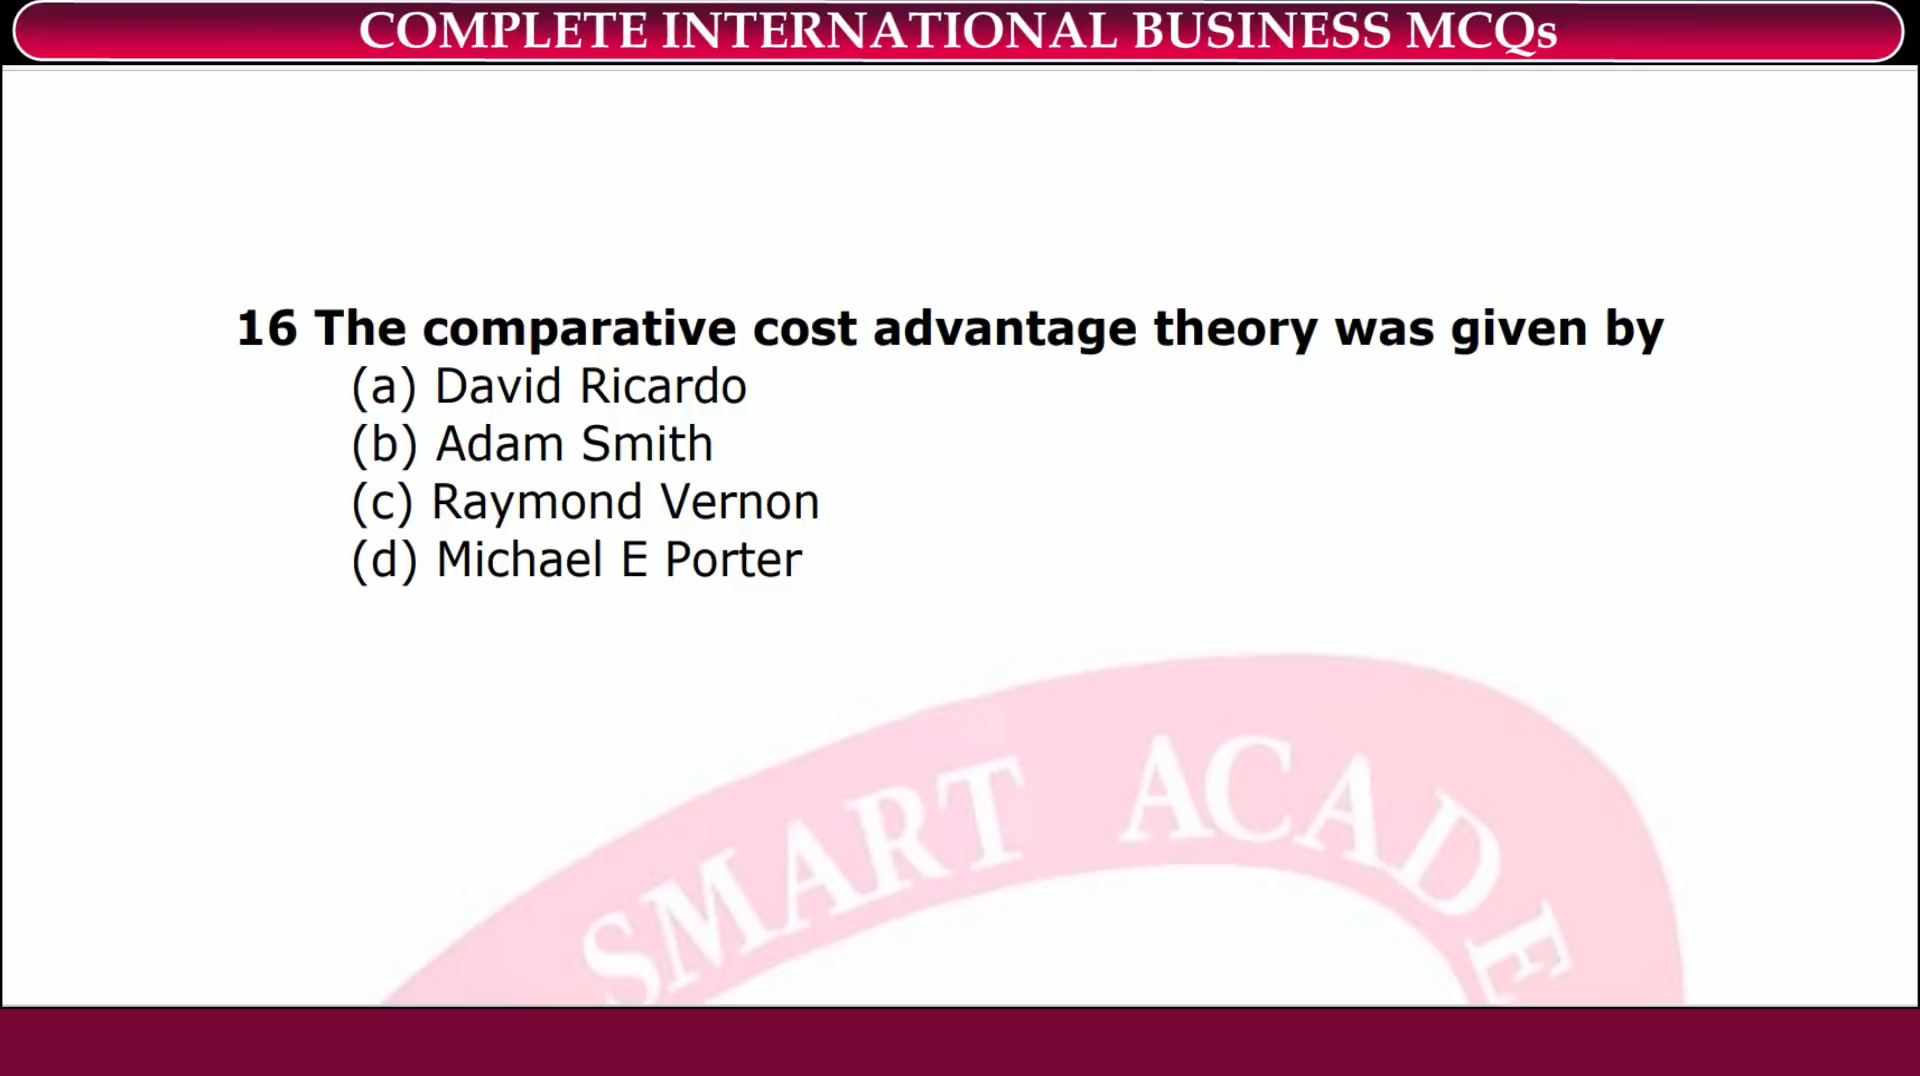 COMPLETE INTERNATIONAL BUSINESS MCQs
16 The comparative cost advantage theory was given by
(a) David Ricardo
(b) Adam Smith
(c) Raymond Vernon
(d) Michael E Porter
SMART ACADE